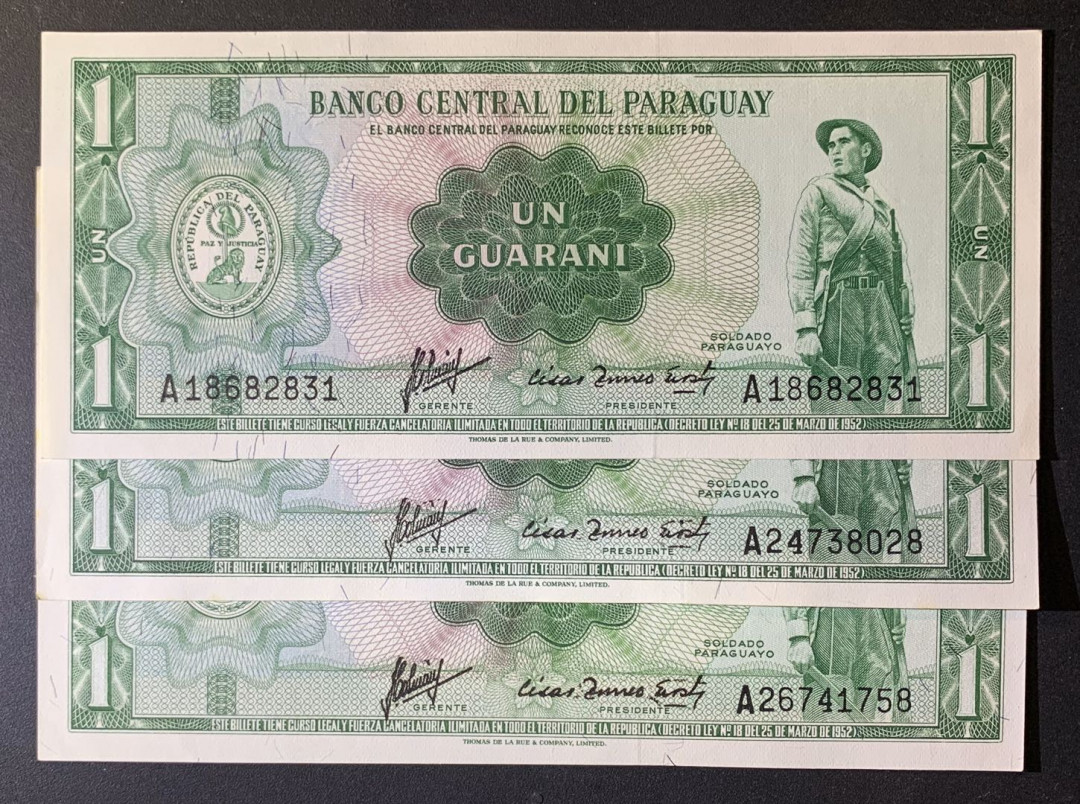 1
1
BANCO CENTRAL DEL PARAGUAY
EL BANCO CENTRAL DEL PARAGUAY RECONOCE ESTE BILLETE POR
REPÚBLICA DEL PARAGUAY
PAZ Y JUSTICIA
UN
GUARANI
UN
UN
SOLDADO
PARAGUAYO
1
1
A18682831
A18682831
GERENTE
PRESIDENTE
ESTE BILLETE TIENE CURSO LEGAL Y FUERZA CANCELATORIA ILIMITADA EN TODO EL TERRITORIO DE LA REPUBLICA (DECRETO LEY Nº 18 DEL 25 DE MARZO DE 1952)
THOMAS DE LA RUE & COMPANY, LIMITED.
SOLDADO
PARAGUAYO
1
1
A24738028
GERENTE
PRESIDENTE
ESTE BILLETE TIENE CURSO LEGAL Y FUERZA CANCELATORIA ILIMITADA EN TODO EL TERRITORIO DE LA REPUBLICA (DECRETO LEY Nº 18 DEL 25 DE MARZO DE 1952)
THOMAS DE LA RUE & COMPANY, LIMITED.
SOLDADO
PARAGUAYO
1
1
A26741758
GERENTE
PRESIDENTE
ESTE BILLETE TIENE CURSO LEGAL Y FUERZA CANCELATORIA ILIMITADA EN TODO EL TERRITORIO DE LA REPUBLICA (DECRETO LEY Nº 18 DEL 25 DE MARZO DE 1952)
THOMAS DE LA RUE & COMPANY, LIMITED.